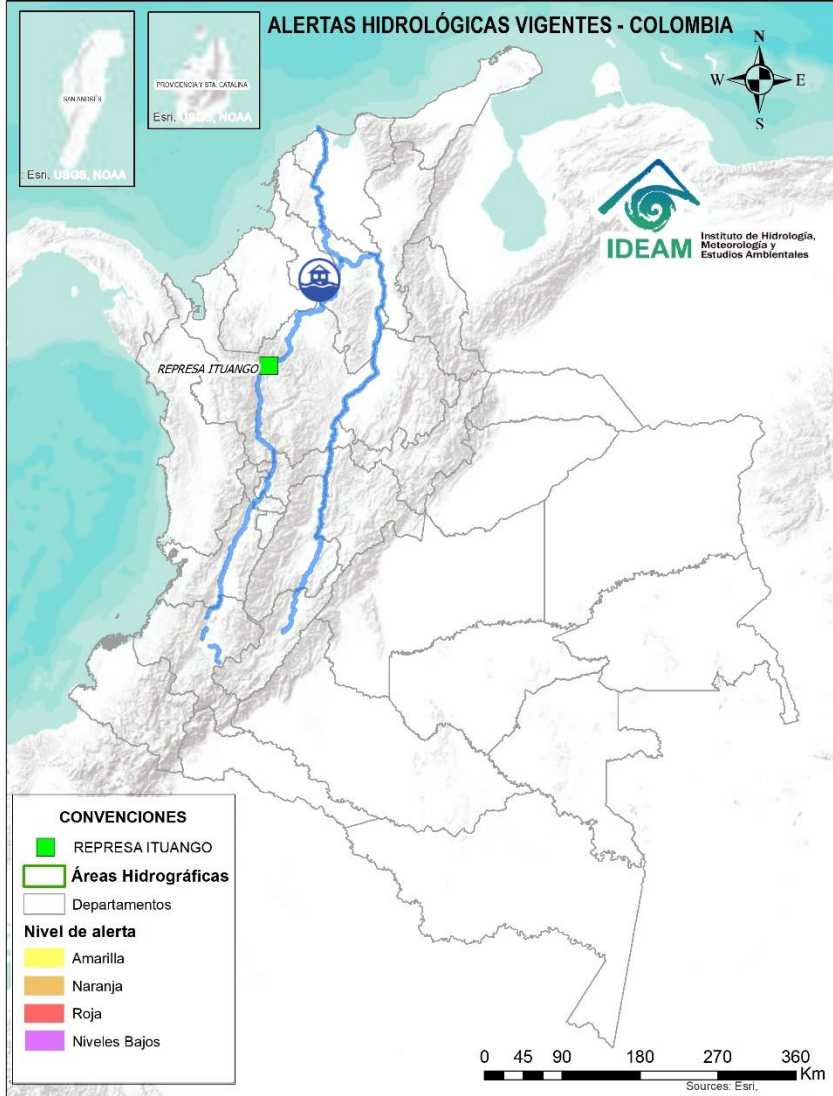 ALERTAS HIDROLÓGICAS VIGENTES - COLOMBIA
SAN ANDRÉS
: Esri, USGS, NOAA
PROVIDENCIA Y STA. CATALINA
Esri, USGS, NOAA
N
W
E
S
IDEAM
Instituto de Hidrología,
Meteorología y
Estudios Ambientales
REPRESA ITUANGO
CONVENCIONES
REPRESA ITUANGO
Áreas Hidrográficas
Departamentos
Nivel de alerta
Amarilla
Naranja
Roja
Niveles Bajos
0 45 90 180 270 360
Km
Sources: Esri,